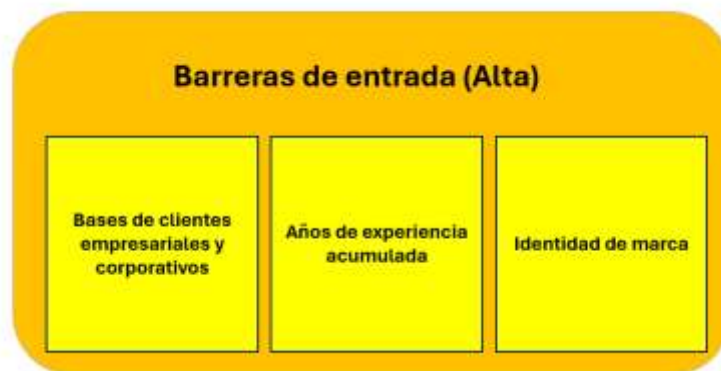 Barreras de entrada (Alta)
Bases de clientes
empresariales y
corporativos
Años de experiencia
acumulada
Identidad de marca